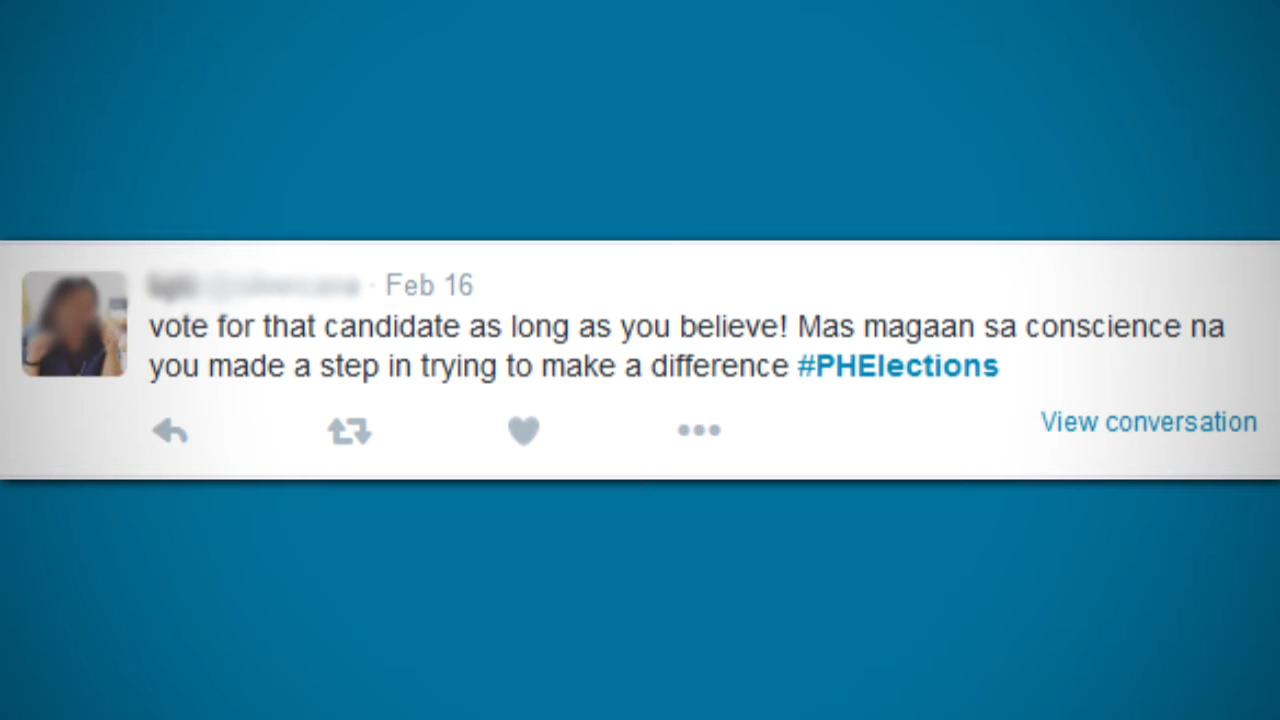 Feb 16
vote for that candidate as long as you believe! Mas magaan sa conscience na
you made a step in trying to make a difference #PHElections
View conversation